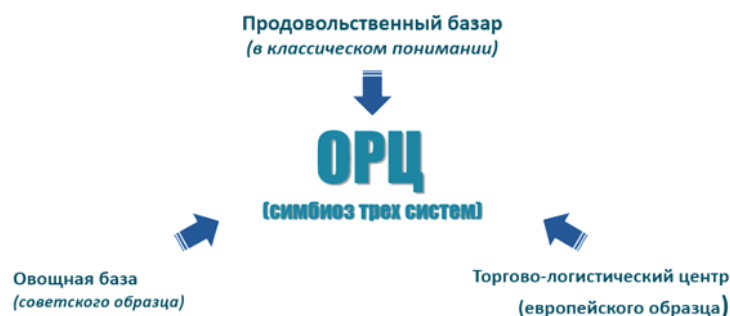 Продовольственный базар
(в классическом понимании)
ОРЦ
(симбиоз трех систем)
Овощная база
(советского образца)
Торгово-логистический центр
(европейского образца)